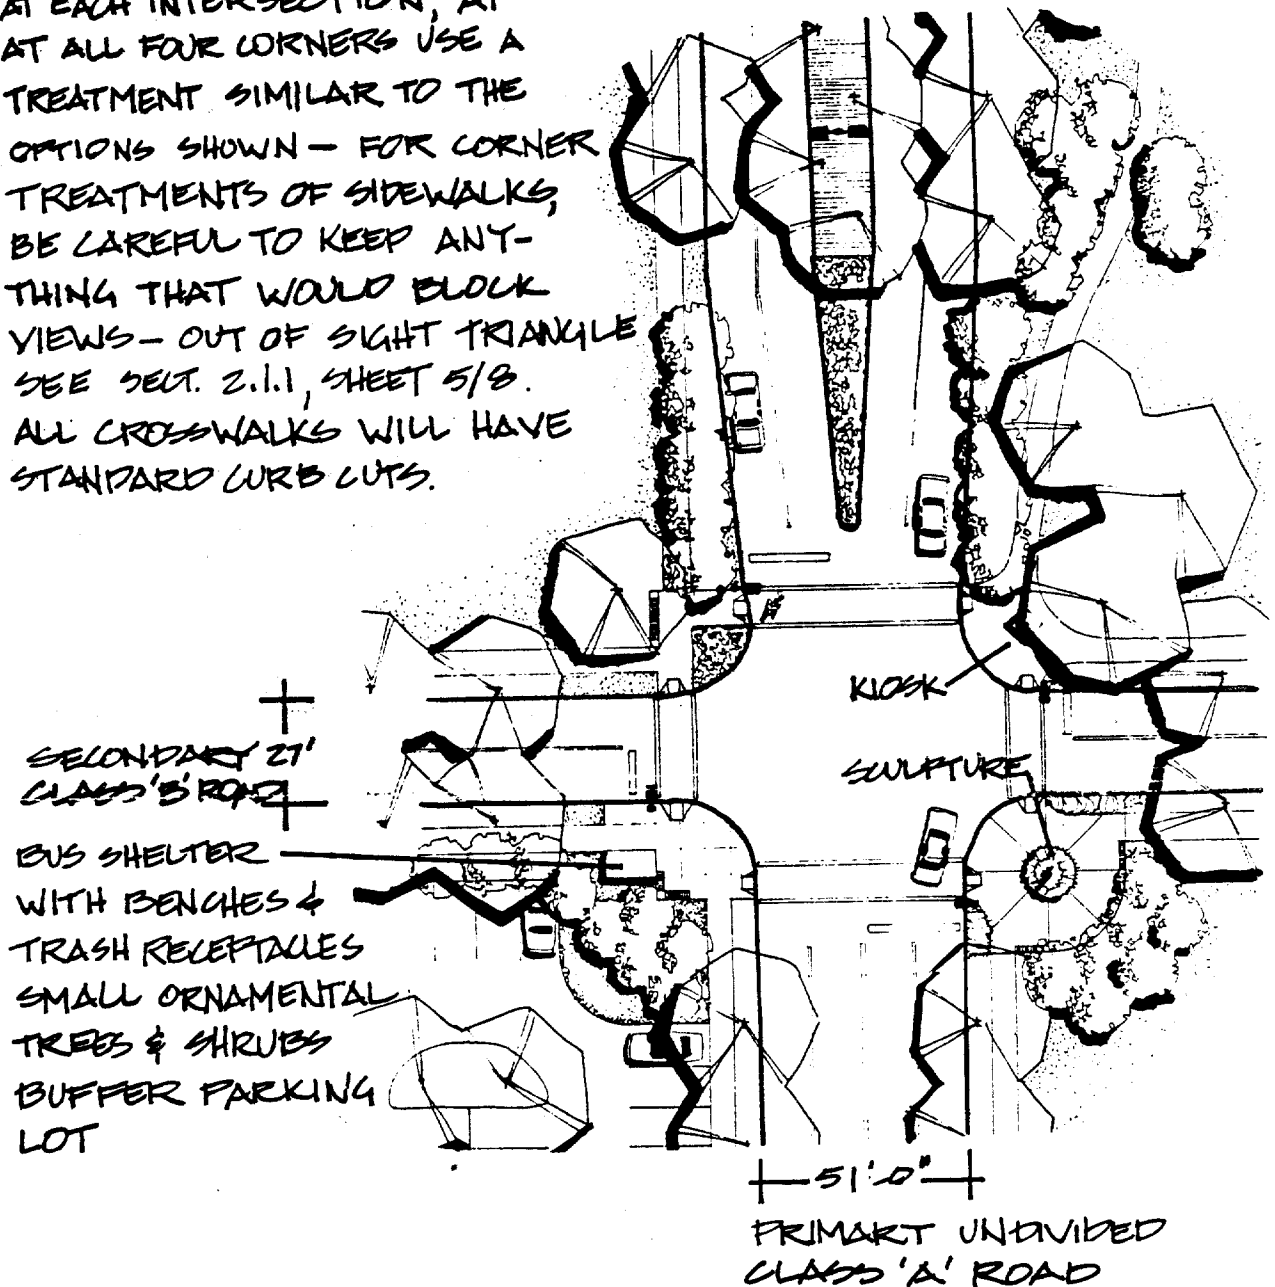 AT EACH INTERSECTION, AT
AT ALL FOUR CORNERS USE A
TREATMENT SIMILAR TO THE
OPTIONS SHOWN — FOR CORNER
TREATMENTS OF SIDEWALKS,
BE CAREFUL TO KEEP ANY-
THING THAT WOULD BLOCK
VIEWS — OUT OF SIGHT TRIANGLE
SEE SECT. 2.1.1, SHEET 5/8.
ALL CROSSWALKS WILL HAVE
STANDARD CURB CUTS.
KIOSK
SECONDARY 27'
CLASS 'B' ROAD
SCULPTURE
BUS SHELTER
WITH BENCHES &
TRASH RECEPTACLES
SMALL ORNAMENTAL
TREES & SHRUBS
BUFFER PARKING
LOT
51'-0"
PRIMARY UNDIVIDED
CLASS 'A' ROAD